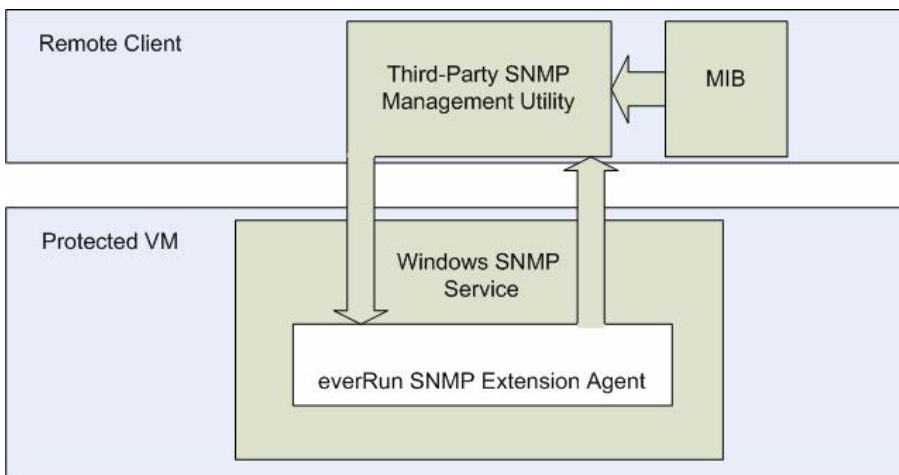 Remote Client
Third-Party SNMP
Management Utility
MIB
Protected VM
Windows SNMP
Service
everRun SNMP Extension Agent